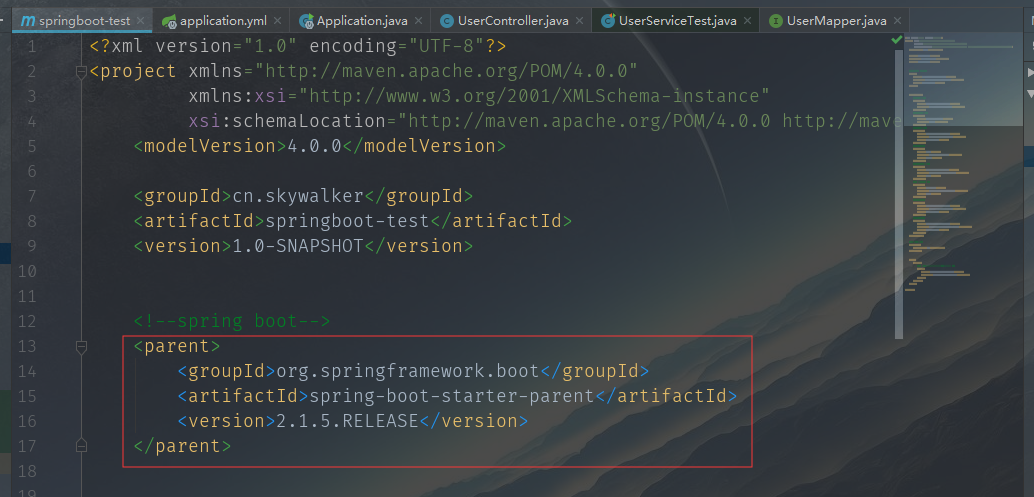 springboot-test × application.yml × Application.java × UserController.java × UserServiceTest.java × UserMapper.java ×
1 <?xml version="1.0" encoding="UTF-8"?>
2 <project xmlns="http://maven.apache.org/POM/4.0.0"
3 xmlns:xsi="http://www.w3.org/2001/XMLSchema-instance"
4 xsi:schemaLocation="http://maven.apache.org/POM/4.0.0 http://mave
5 <modelVersion>4.0.0</modelVersion>
6
7 <groupId>cn.skywalker</groupId>
8 <artifactId>springboot-test</artifactId>
9 <version>1.0-SNAPSHOT</version>
10
11
12 <!--spring boot-->
13 <parent>
14 <groupId>org.springframework.boot</groupId>
15 <artifactId>spring-boot-starter-parent</artifactId>
16 <version>2.1.5.RELEASE</version>
17 </parent>
18
19